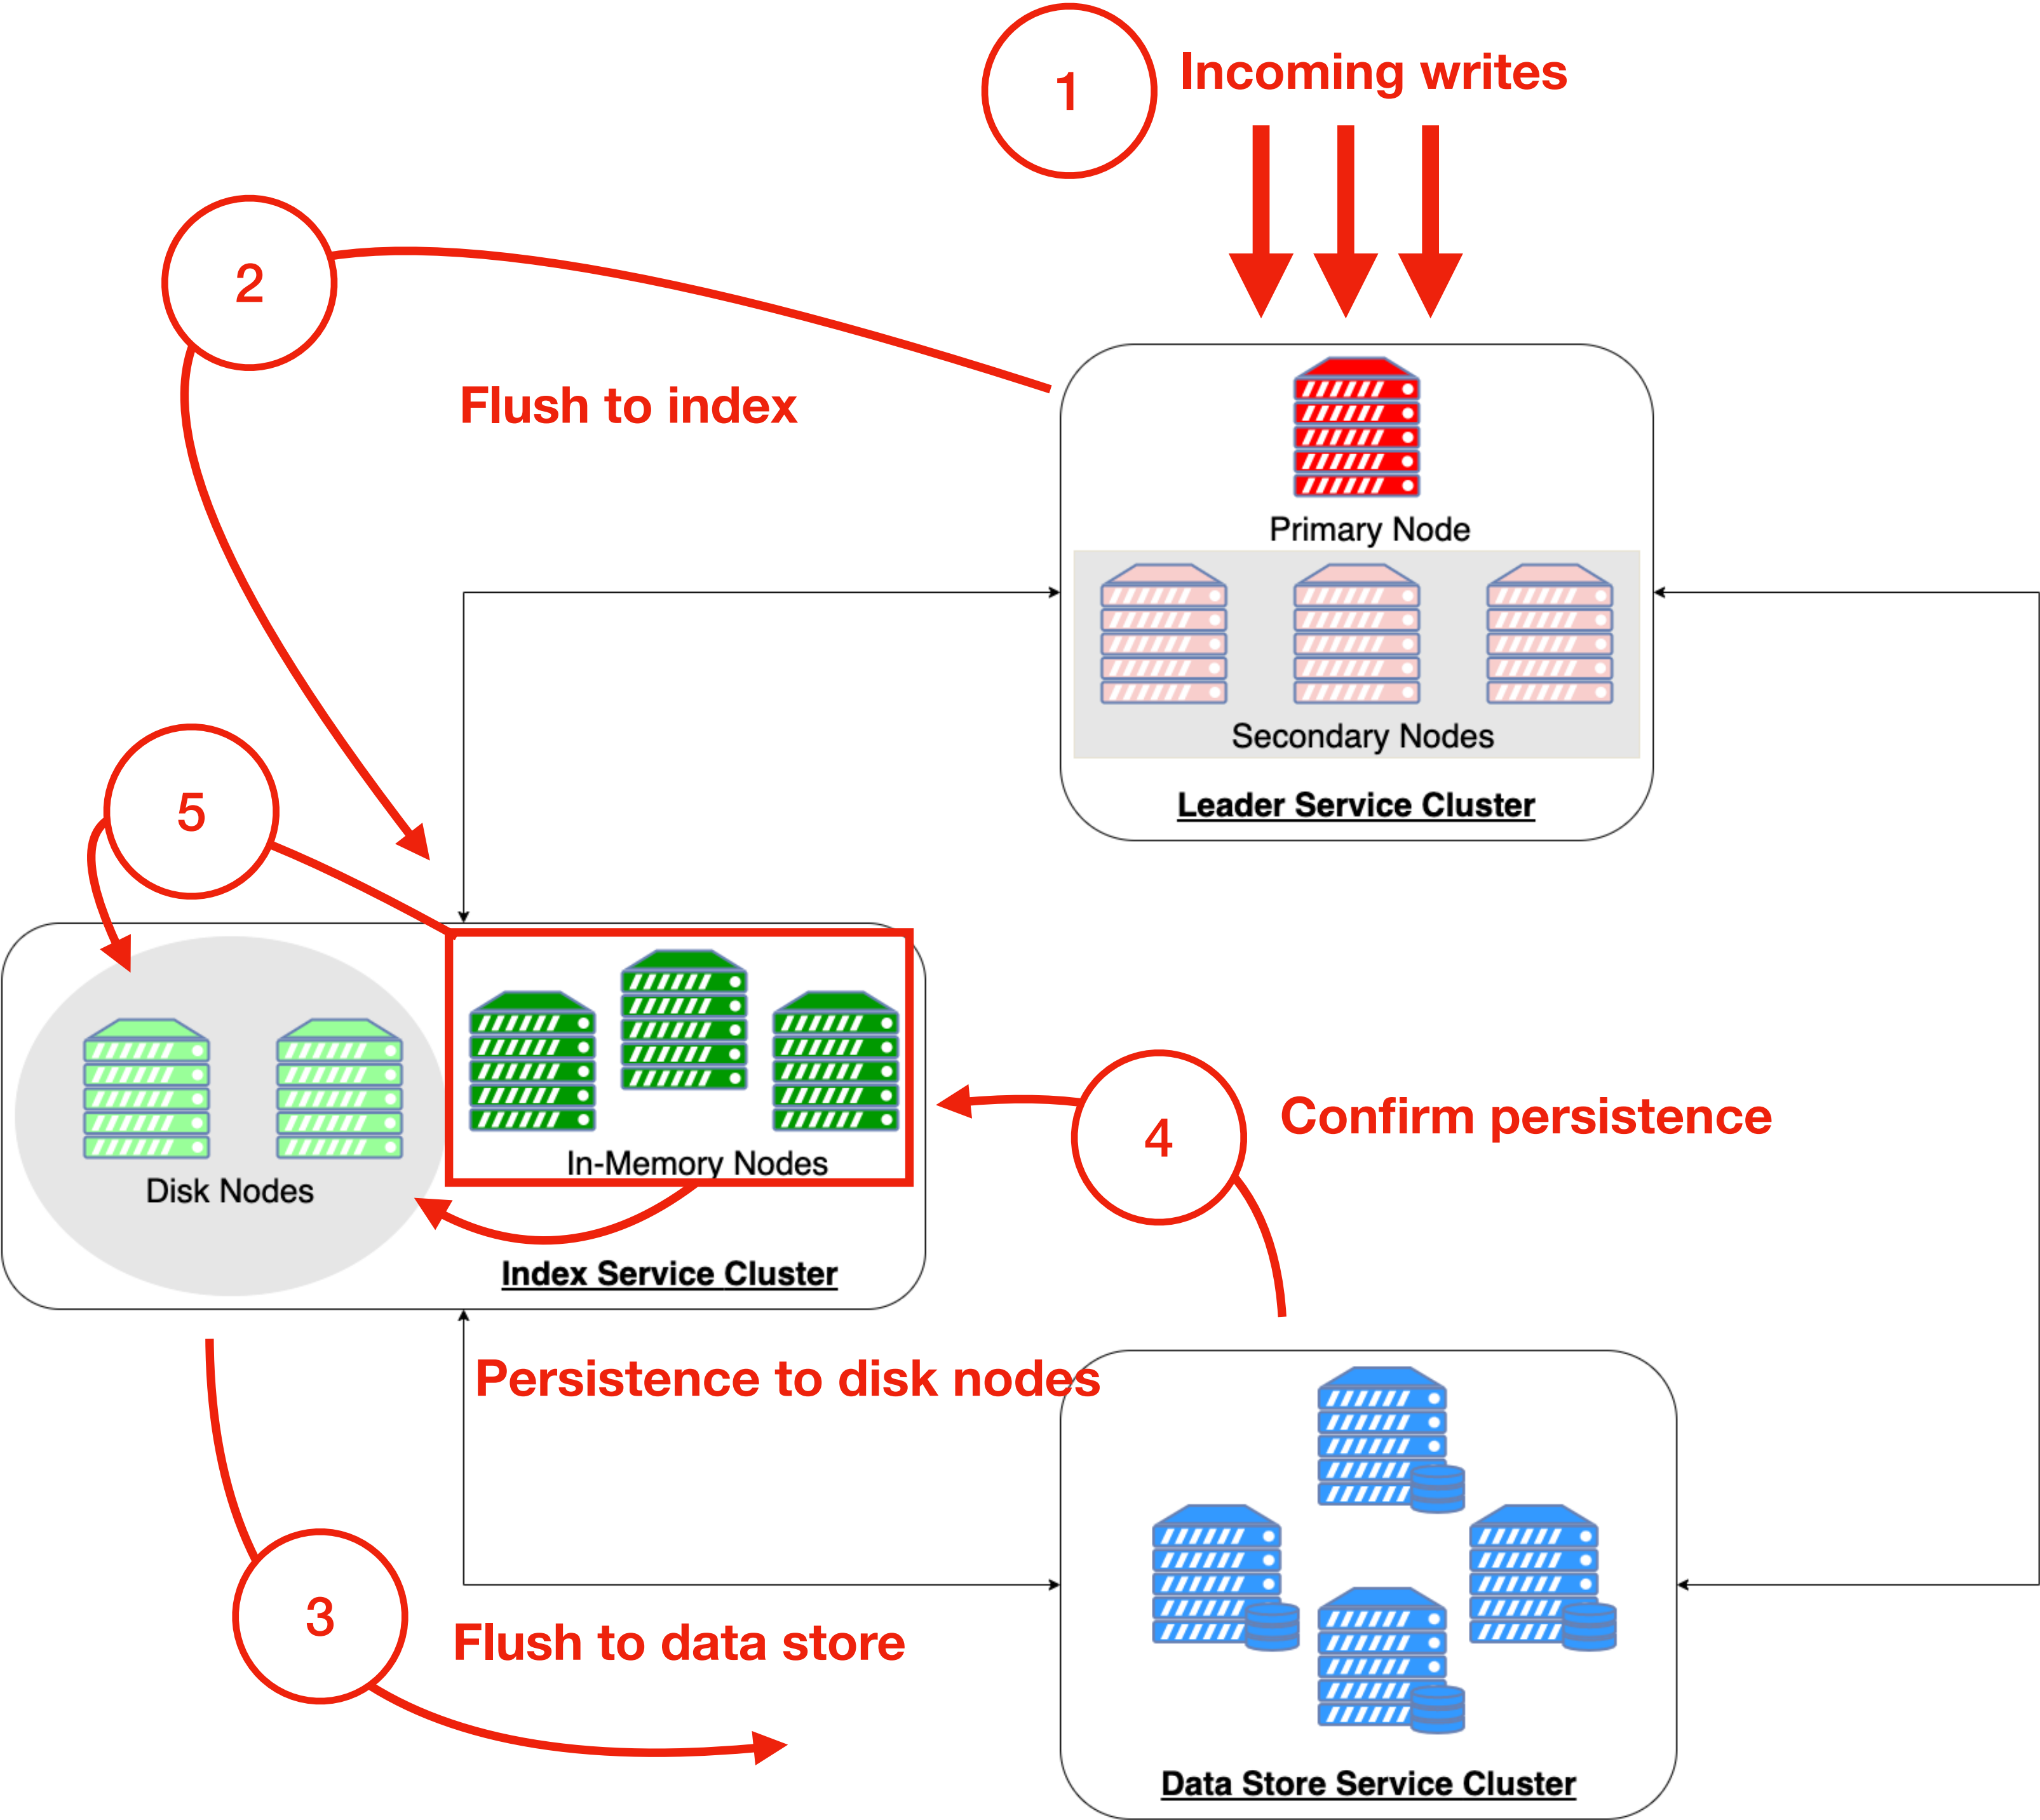 1
Incoming writes
2
Flush to index
Primary Node
Secondary Nodes
Leader Service Cluster
5
Disk Nodes
In-Memory Nodes
Index Service Cluster
4
Confirm persistence
Persistence to disk nodes
3
Flush to data store
Data Store Service Cluster